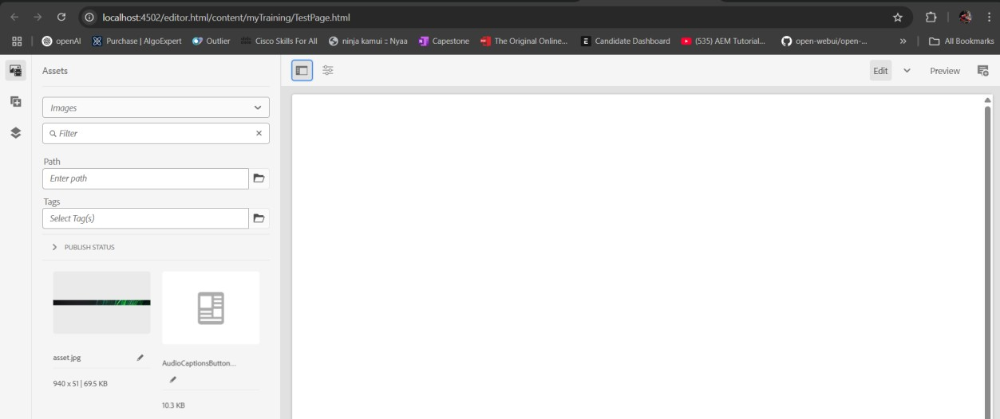 localhost:4502/editor.html/content/myTraining/TestPage.html
openAI
Purchase | AlgoExpert
Outlier
Cisco Skills For All
ninja kamui :: Nyaa
Capestone
The Original Online...
Candidate Dashboard
(535) AEM Tutorial...
open-webui/open-...
»
All Bookmarks
Assets
Edit
Preview
Images
Filter
Path
Enter path
Tags
Select Tag(s)
PUBLISH STATUS
asset.jpg
940 x 51 | 69.5 KB
AudioCaptionsButton...
10.3 KB